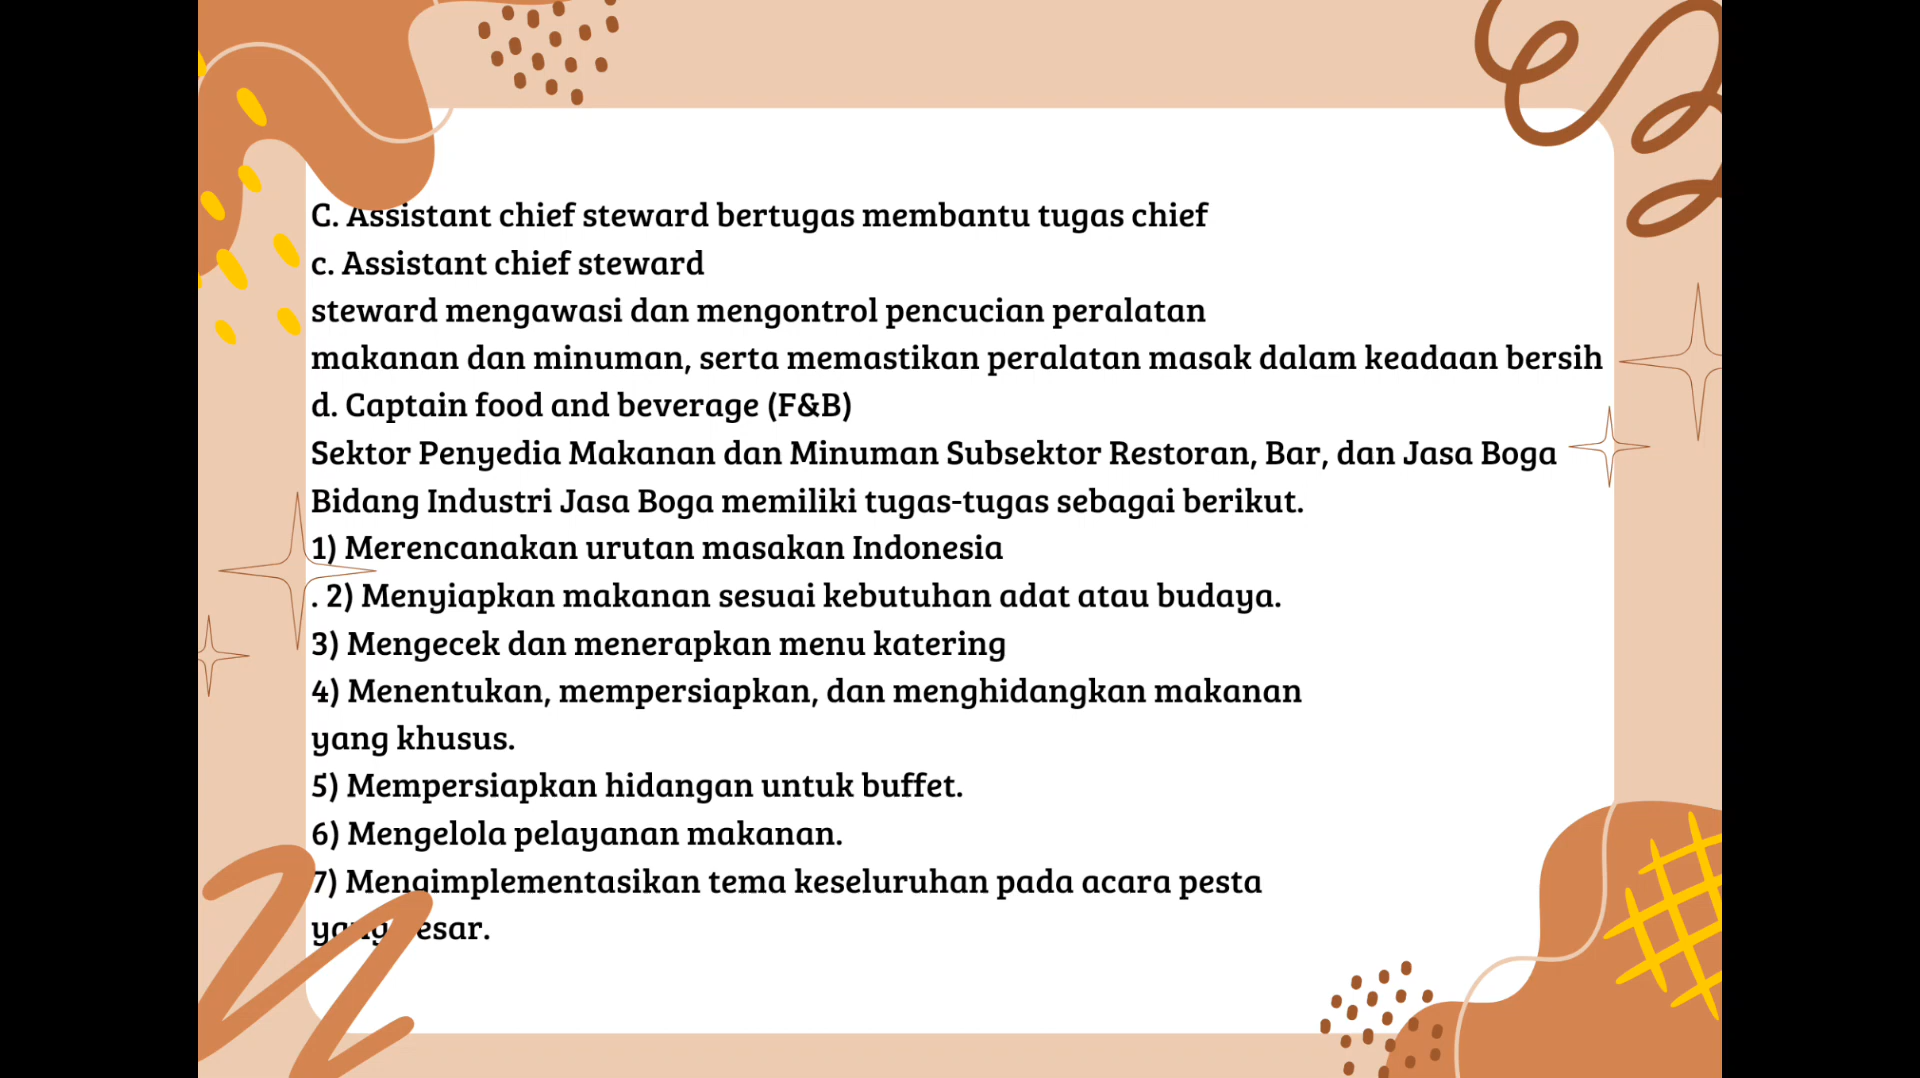 C. Assistant chief steward bertugas membantu tugas chief
c. Assistant chief steward
steward mengawasi dan mengontrol pencucian peralatan
makanan dan minuman, serta memastikan peralatan masak dalam keadaan bersih
d. Captain food and beverage (F&B)
Sektor Penyedia Makanan dan Minuman Subsektor Restoran, Bar, dan Jasa Boga
Bidang Industri Jasa Boga memiliki tugas-tugas sebagai berikut.
1) Merencanakan urutan masakan Indonesia
. 2) Menyiapkan makanan sesuai kebutuhan adat atau budaya.
3) Mengecek dan menerapkan menu katering
4) Menentukan, mempersiapkan, dan menghidangkan makanan
yang khusus.
5) Mempersiapkan hidangan untuk buffet.
6) Mengelola pelayanan makanan.
7) Mengimplementasikan tema keseluruhan pada acara pesta
yang besar.